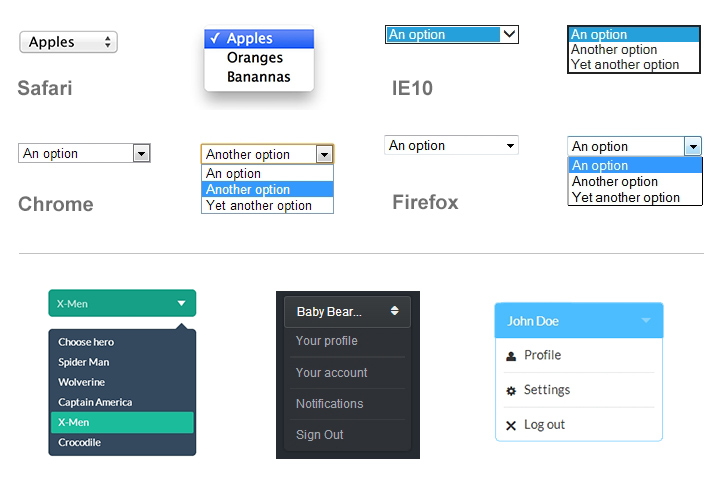 Apples
Apples
Oranges
Banannas
Safari
An option
An option
Another option
Yet another option
IE10
An option
Another option
An option
Another option
Yet another option
Chrome
An option
An option
An option
Another option
Yet another option
Firefox
X-Men
Choose hero
Spider Man
Wolverine
Captain America
X-Men
Crocodile
Baby Bear...
Your profile
Your account
Notifications
Sign Out
John Doe
Profile
Settings
Log out